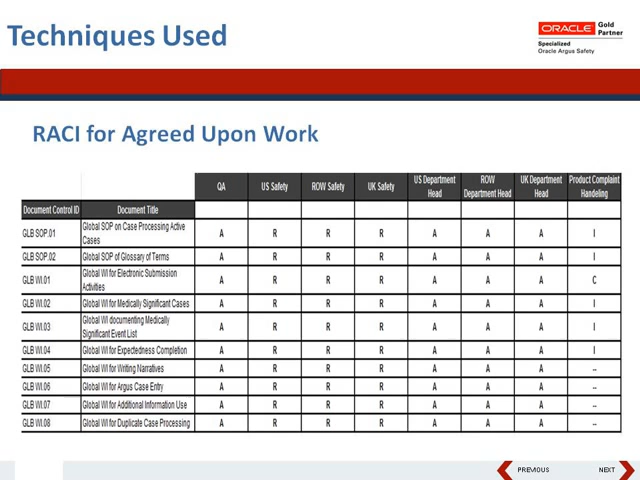 Techniques Used
ORACLE Gold Partner
Specialized
Oracle Argus Safety
RACI for Agreed Upon Work
QA US Safety ROW Safety UK Safety US Department Head ROW Department Head UK Department Head Product Complaint Handeling
Document Control ID Document Title
GLB SOP.01 Global SOP on Case Processing Active Cases A R R R A A A I
GLB SOP.02 Global SOP of Glossary of Terms A R R R A A A I
GLB WI.01 Global WI for Electronic Submission Activities A R R R A A A C
GLB WI.02 Global WI for Medically Significant Cases A R R R A A A I
GLB WI.03 Global WI documenting Medically Significant Event List A R R R A A A I
GLB WI.04 Global WI for Expectedness Completion A R R R A A A I
GLB WI.05 Global WI for Writing Narratives A R R R A A A --
GLB WI.06 Global WI for Argus Case Entry A R R R A A A --
GLB WI.07 Global WI for Additional Information Use A R R R A A A --
GLB WI.08 Global WI for Duplicate Case Processing A R R R A A A --
PREVIOUS NEXT